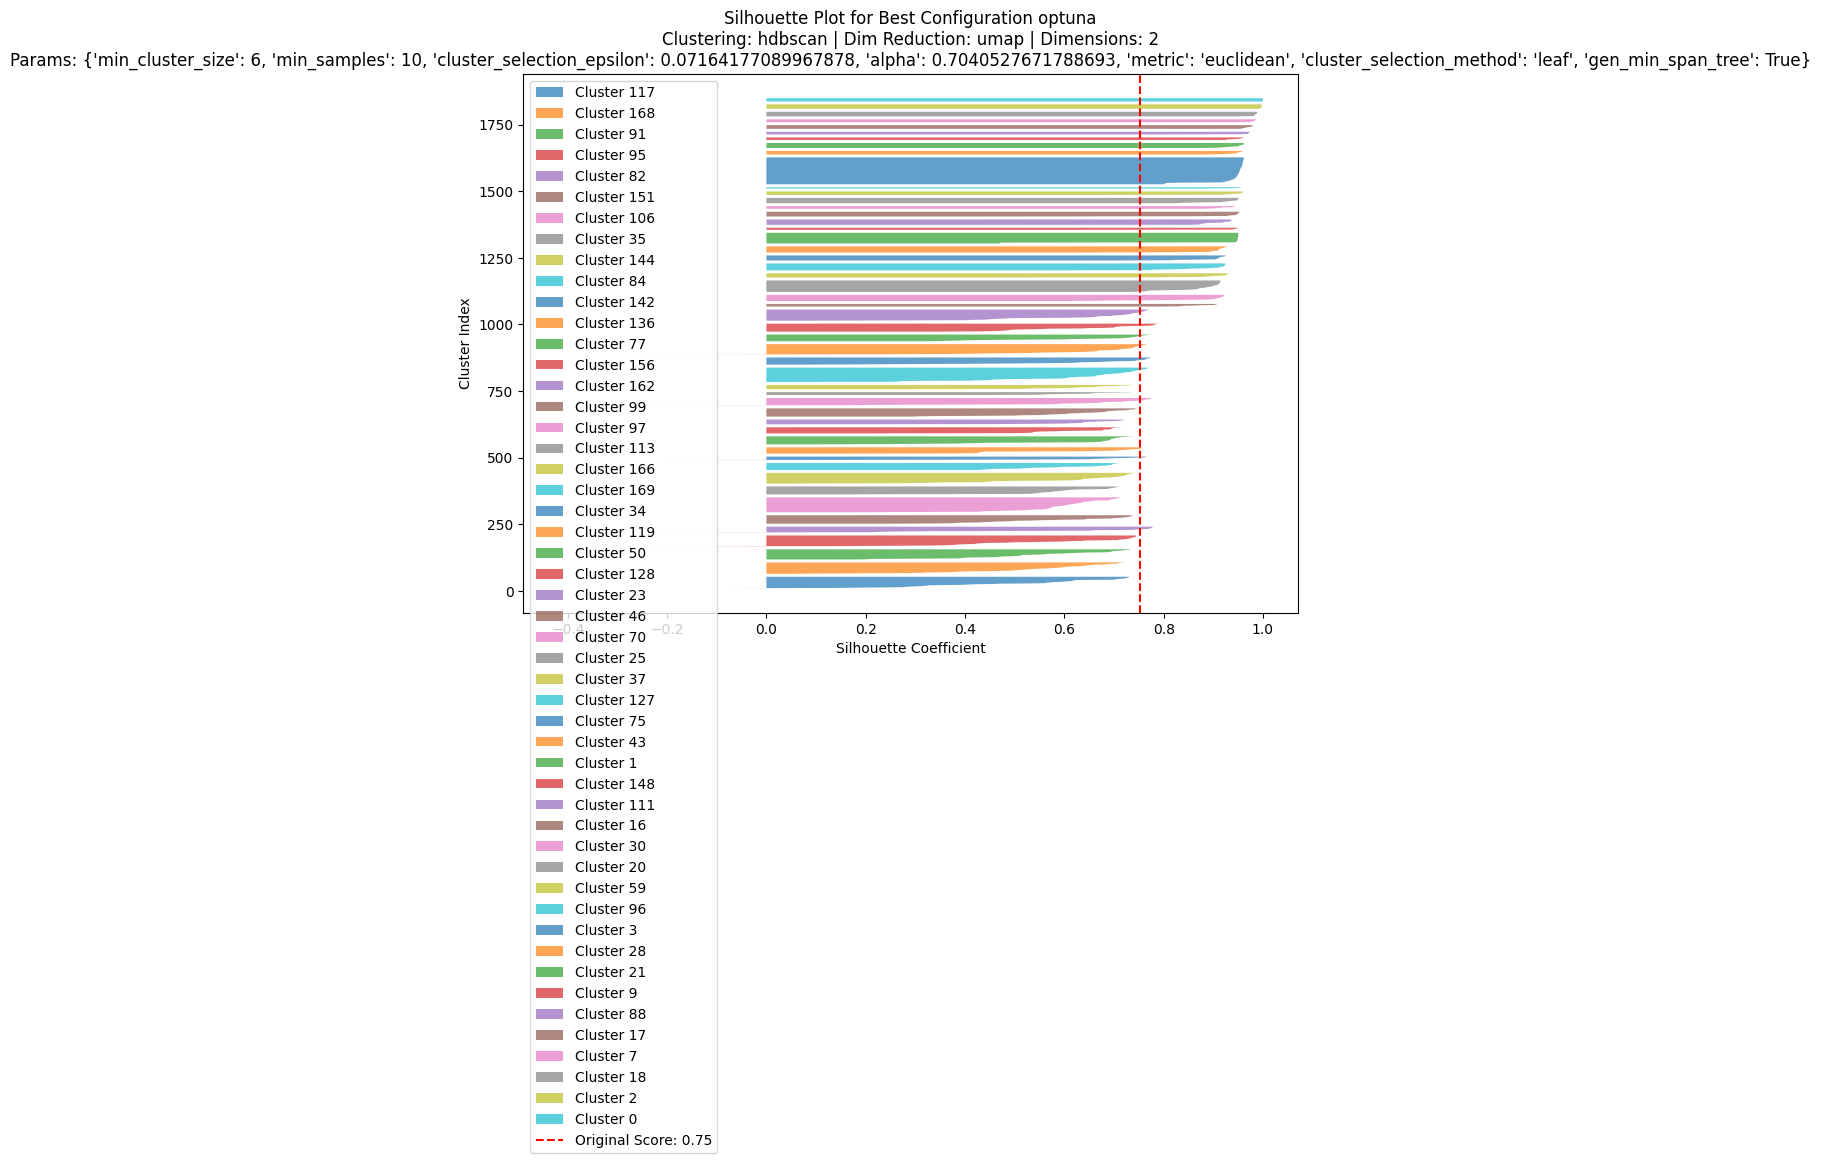 Silhouette Plot for Best Configuration optuna
Clustering: hdbscan | Dim Reduction: umap | Dimensions: 2
Params: {'min_cluster_size': 6, 'min_samples': 10, 'cluster_selection_epsilon': 0.07164177089967878, 'alpha': 0.7040527671788693, 'metric': 'euclidean', 'cluster_selection_method': 'leaf', 'gen_min_span_tree': True}
Cluster 117
Cluster 168
Cluster 91
Cluster 95
Cluster 82
Cluster 151
Cluster 106
Cluster 35
Cluster 144
Cluster 84
Cluster 142
Cluster 136
Cluster 77
Cluster 156
Cluster 162
Cluster 99
Cluster 97
Cluster 113
Cluster 166
Cluster 169
Cluster 34
Cluster 119
Cluster 50
Cluster 128
Cluster 23
Cluster 46
Cluster 70
Cluster 25
Cluster 37
Cluster 127
Cluster 75
Cluster 43
Cluster 1
Cluster 148
Cluster 111
Cluster 16
Cluster 30
Cluster 20
Cluster 59
Cluster 96
Cluster 3
Cluster 28
Cluster 21
Cluster 9
Cluster 88
Cluster 17
Cluster 7
Cluster 18
Cluster 2
Cluster 0
Original Score: 0.75
Cluster Index
1750
1500
1250
1000
750
500
250
0
−0.4 −0.2 0.0 0.2 0.4 0.6 0.8 1.0
Silhouette Coefficient